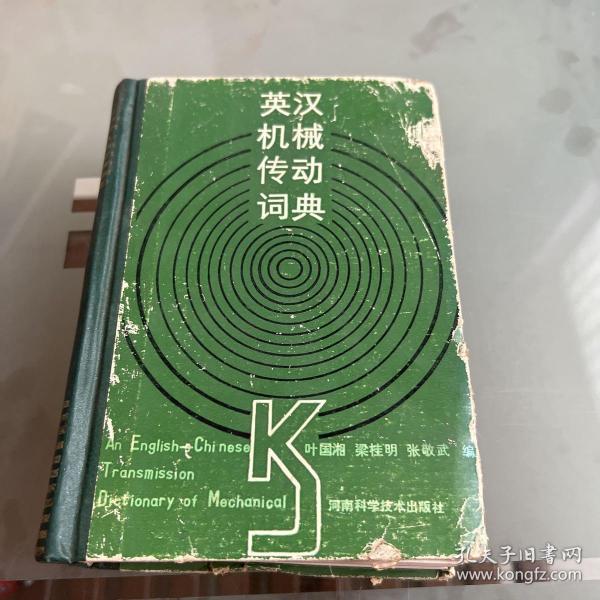 英汉
机械
传动
词典
An English-Chinese
Transmission
Dictionary of Mechanical
KJ
叶国湘 梁桂明 张敬武 编
河南科学技术出版社
孔夫子旧书网
www.kongfz.com